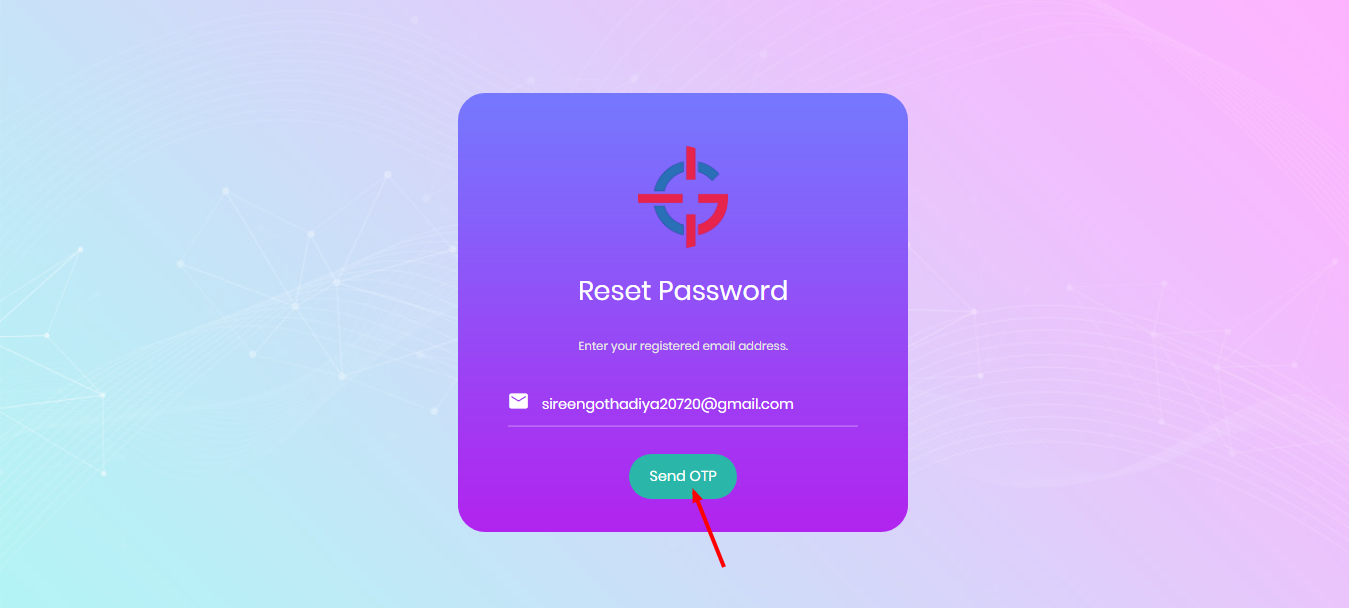 Reset Password
Enter your registered email address.
sireengothadiya20720@gmail.com
Send OTP